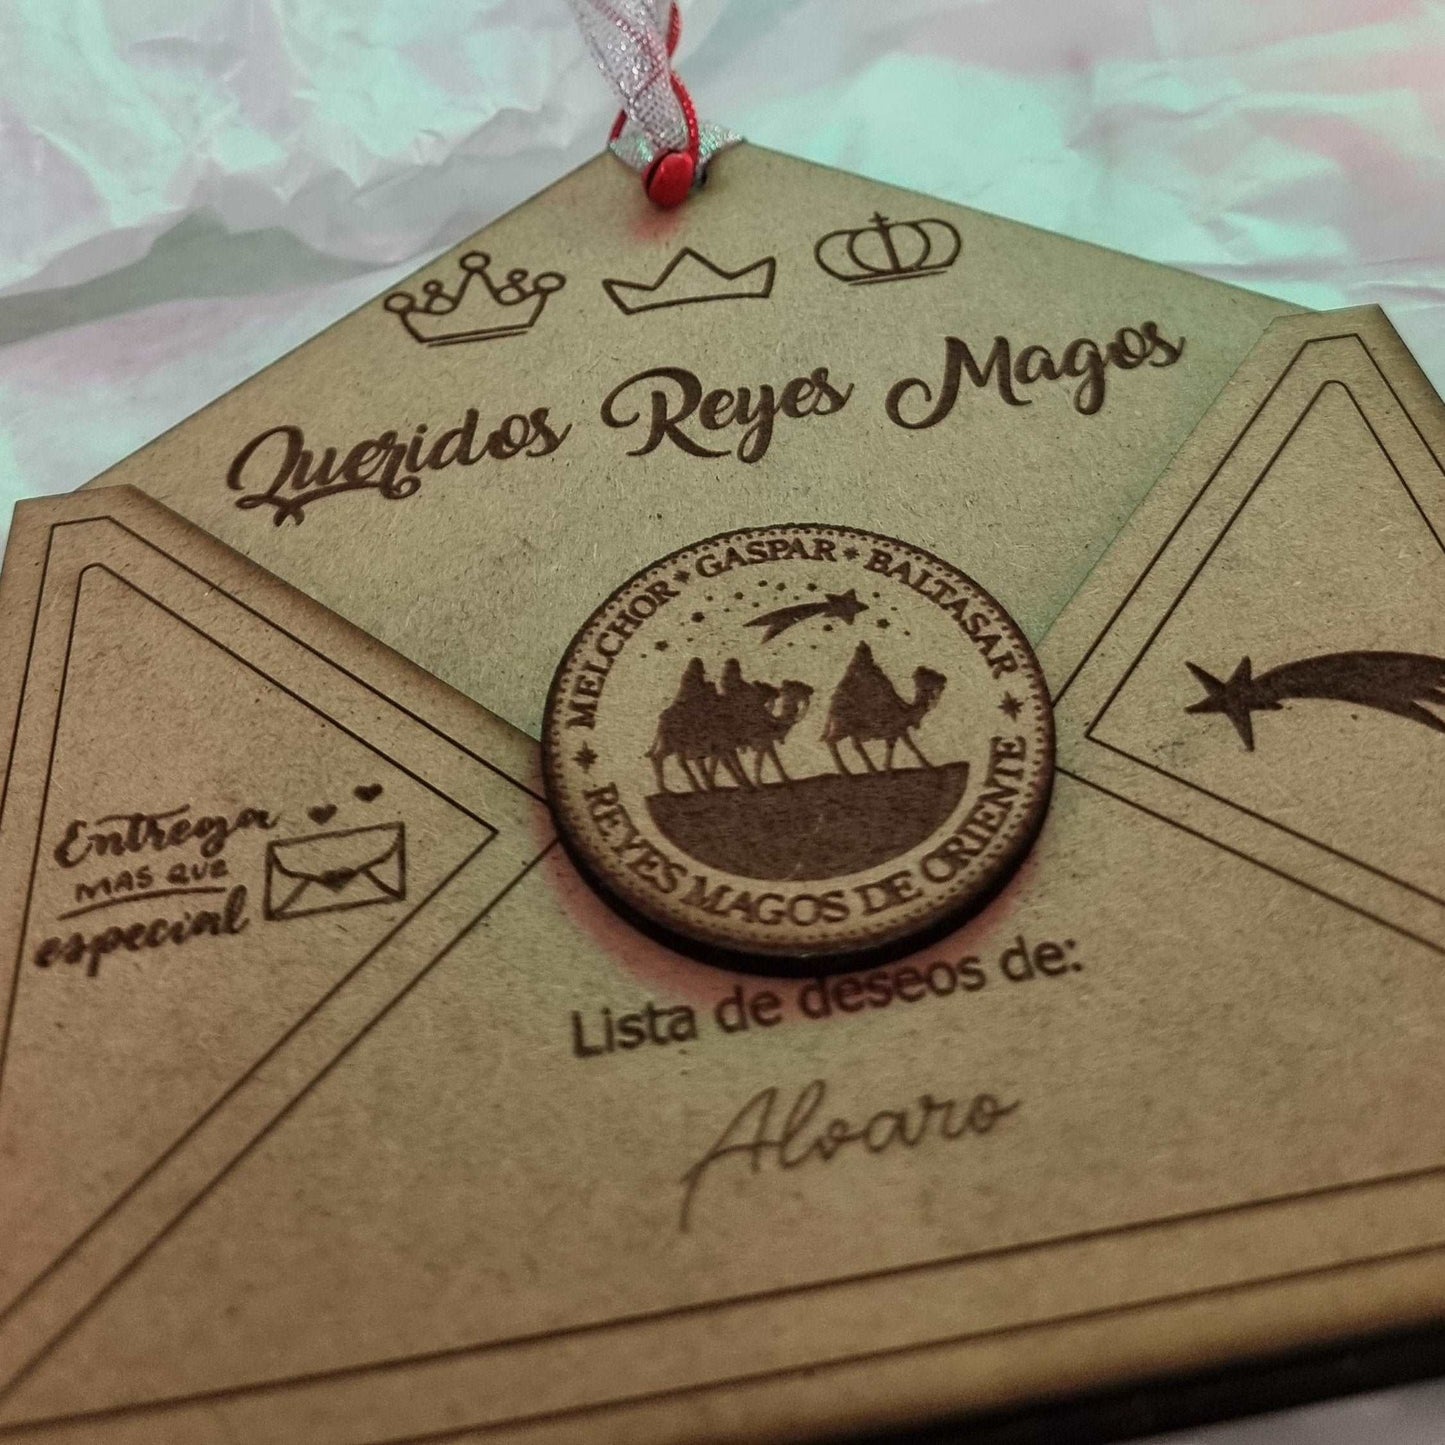 Queridos Reyes Magos
MELCHOR * GASPAR * BALTASAR
* REYES MAGOS DE ORIENTE *
Entrega
MAS QUE
especial
Lista de deseos de:
Alvaro